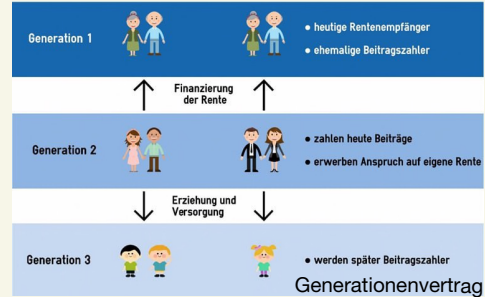 Generation 1
• heutige Rentenempfänger
• ehemalige Beitragszahler
Finanzierung
der Rente
Generation 2
• zahlen heute Beiträge
• erwerben Anspruch auf eigene Rente
Erziehung und
Versorgung
Generation 3
• werden später Beitragszahler
Generationenvertrag